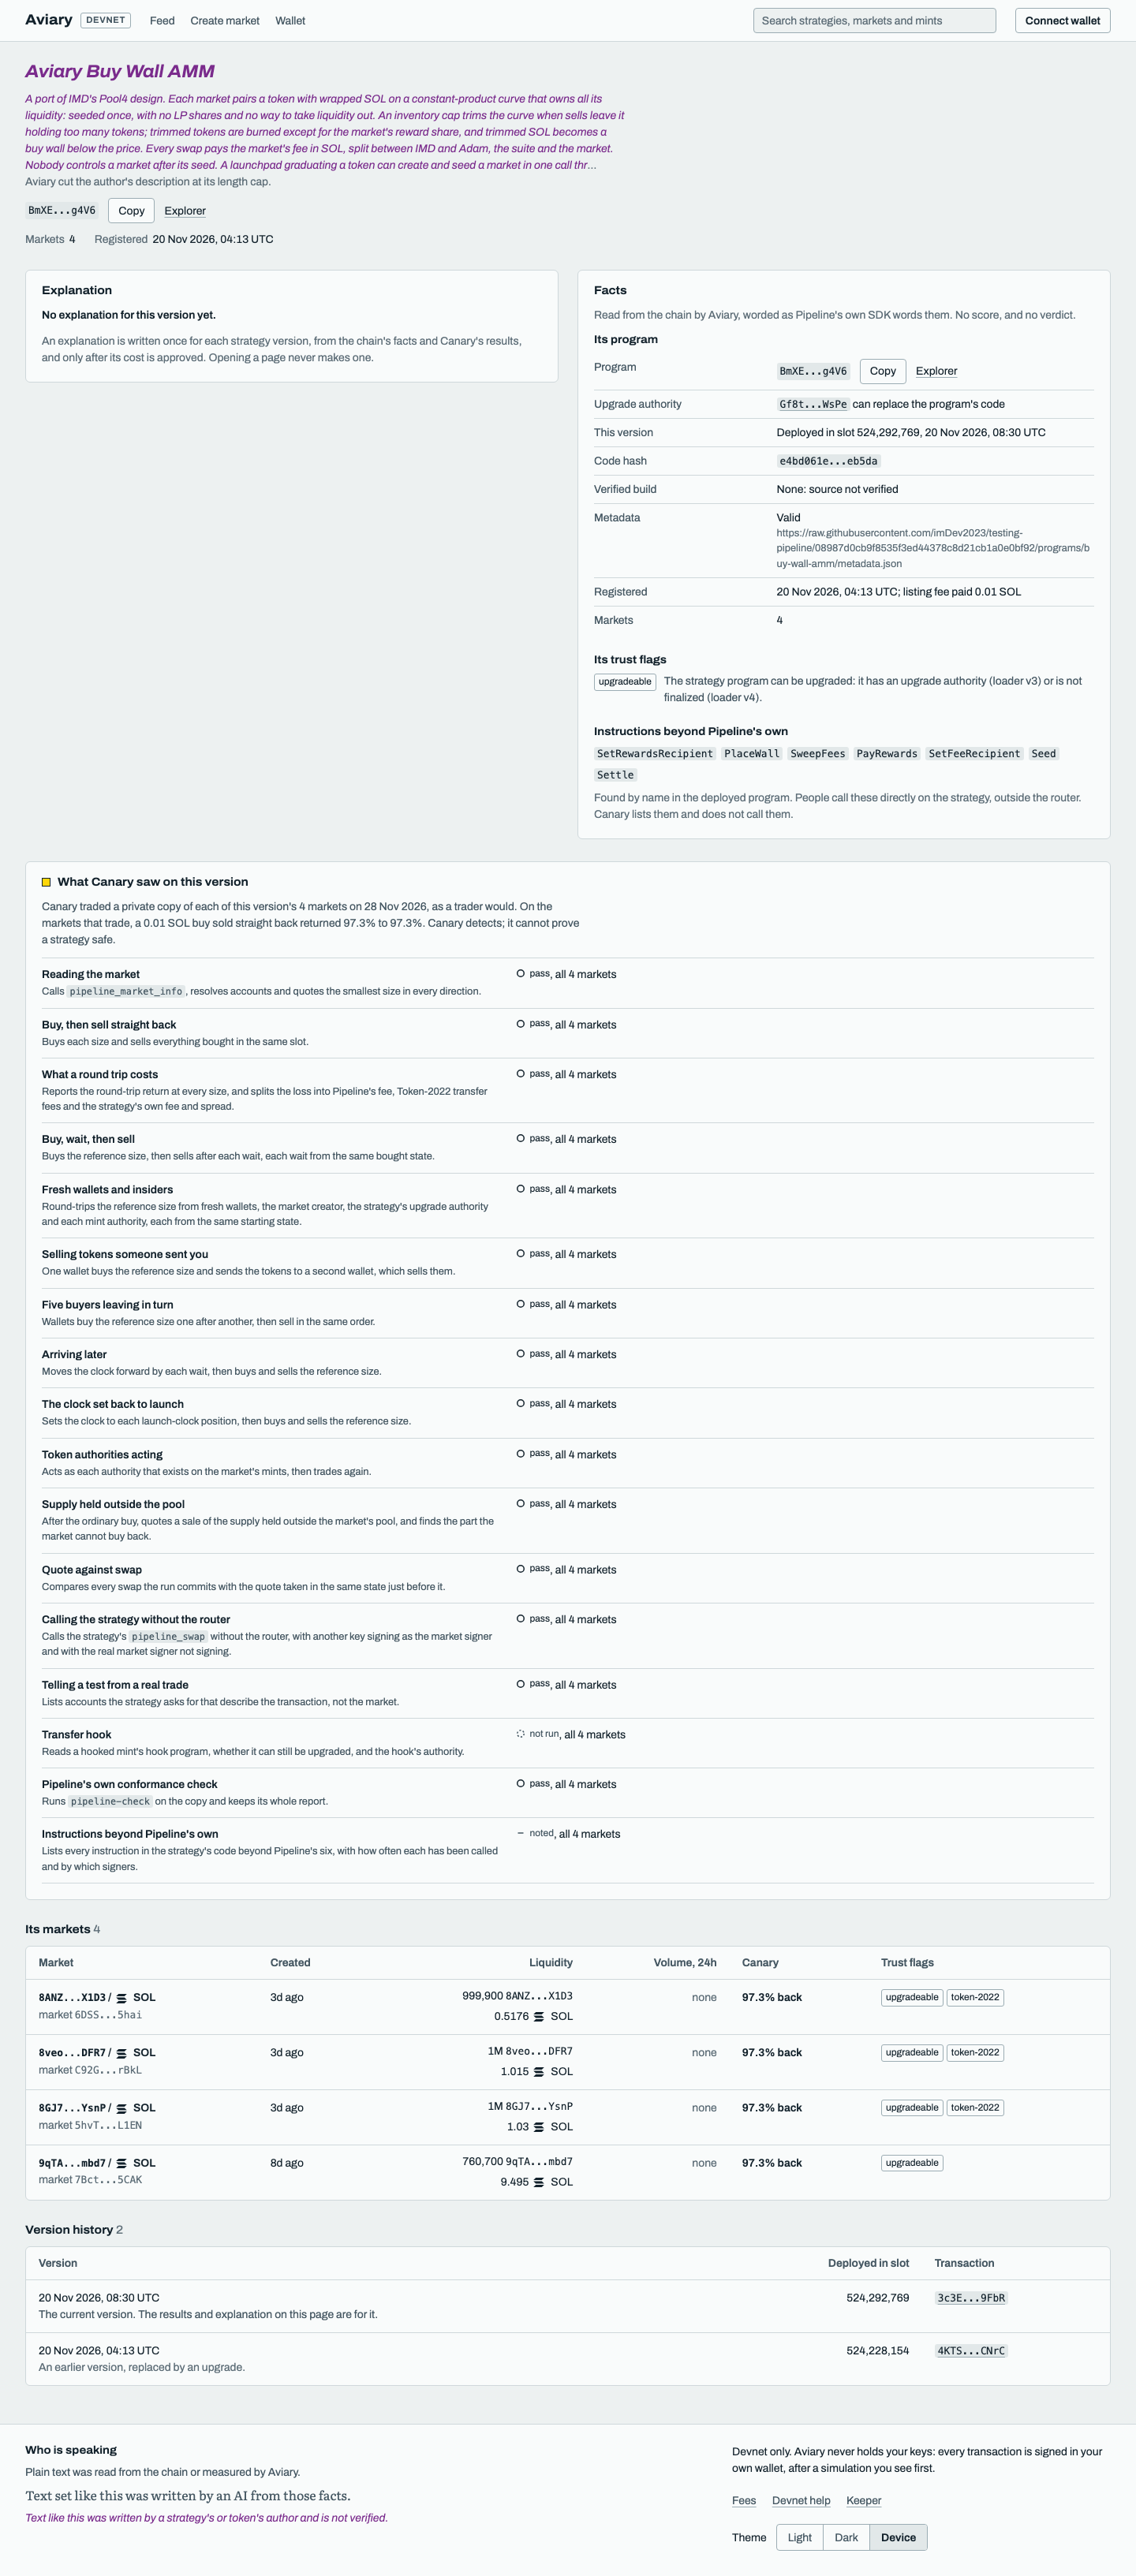 Aviary DEVNET Feed Create market Wallet Search strategies, markets and mints Connect wallet
Aviary Buy Wall AMM
A port of IMD's Pool4 design. Each market pairs a token with wrapped SOL on a constant-product curve that owns all its
liquidity: seeded once, with no LP shares and no way to take liquidity out. An inventory cap trims the curve when sells leave it
holding too many tokens; trimmed tokens are burned except for the market's reward share, and trimmed SOL becomes a
buy wall below the price. Every swap pays the market's fee in SOL, split between IMD and Adam, the suite and the market.
Nobody controls a market after its seed. A launchpad graduating a token can create and seed a market in one call thr…
Aviary cut the author's description at its length cap.
BmXE...g4V6 Copy Explorer
Markets 4 Registered 20 Nov 2026, 04:13 UTC
Explanation
No explanation for this version yet.
An explanation is written once for each strategy version, from the chain's facts and Canary's results,
and only after its cost is approved. Opening a page never makes one.
Facts
Read from the chain by Aviary, worded as Pipeline's own SDK words them. No score, and no verdict.
Its program
Program BmXE...g4V6 Copy Explorer
Upgrade authority Gf8t...WsPe can replace the program's code
This version Deployed in slot 524,292,769, 20 Nov 2026, 08:30 UTC
Code hash e4bd061e...eb5da
Verified build None: source not verified
Metadata Valid
https://raw.githubusercontent.com/imDev2023/testing-
pipeline/08987d0cb9f8535f3ed44378c8d21cb1a0e0bf92/programs/b
uy-wall-amm/metadata.json
Registered 20 Nov 2026, 04:13 UTC; listing fee paid 0.01 SOL
Markets 4
Its trust flags
upgradeable The strategy program can be upgraded: it has an upgrade authority (loader v3) or is not
finalized (loader v4).
Instructions beyond Pipeline's own
SetRewardsRecipient PlaceWall SweepFees PayRewards SetFeeRecipient Seed
Settle
Found by name in the deployed program. People call these directly on the strategy, outside the router.
Canary lists them and does not call them.
What Canary saw on this version
Canary traded a private copy of each of this version's 4 markets on 28 Nov 2026, as a trader would. On the
markets that trade, a 0.01 SOL buy sold straight back returned 97.3% to 97.3%. Canary detects; it cannot prove
a strategy safe.
Reading the market pass, all 4 markets
Calls pipeline_market_info, resolves accounts and quotes the smallest size in every direction.
Buy, then sell straight back pass, all 4 markets
Buys each size and sells everything bought in the same slot.
What a round trip costs pass, all 4 markets
Reports the round-trip return at every size, and splits the loss into Pipeline's fee, Token-2022 transfer
fees and the strategy's own fee and spread.
Buy, wait, then sell pass, all 4 markets
Buys the reference size, then sells after each wait, each wait from the same bought state.
Fresh wallets and insiders pass, all 4 markets
Round-trips the reference size from fresh wallets, the market creator, the strategy's upgrade authority
and each mint authority, each from the same starting state.
Selling tokens someone sent you pass, all 4 markets
One wallet buys the reference size and sends the tokens to a second wallet, which sells them.
Five buyers leaving in turn pass, all 4 markets
Wallets buy the reference size one after another, then sell in the same order.
Arriving later pass, all 4 markets
Moves the clock forward by each wait, then buys and sells the reference size.
The clock set back to launch pass, all 4 markets
Sets the clock to each launch-clock position, then buys and sells the reference size.
Token authorities acting pass, all 4 markets
Acts as each authority that exists on the market's mints, then trades again.
Supply held outside the pool pass, all 4 markets
After the ordinary buy, quotes a sale of the supply held outside the market's pool, and finds the part the
market cannot buy back.
Quote against swap pass, all 4 markets
Compares every swap the run commits with the quote taken in the same state just before it.
Calling the strategy without the router pass, all 4 markets
Calls the strategy's pipeline_swap without the router, with another key signing as the market signer
and with the real market signer not signing.
Telling a test from a real trade pass, all 4 markets
Lists accounts the strategy asks for that describe the transaction, not the market.
Transfer hook not run, all 4 markets
Reads a hooked mint's hook program, whether it can still be upgraded, and the hook's authority.
Pipeline's own conformance check pass, all 4 markets
Runs pipeline-check on the copy and keeps its whole report.
Instructions beyond Pipeline's own noted, all 4 markets
Lists every instruction in the strategy's code beyond Pipeline's six, with how often each has been called
and by which signers.
Its markets 4
Market Created Liquidity Volume, 24h Canary Trust flags
8ANZ...X1D3 / SOL 3d ago 999,900 8ANZ...X1D3 none 97.3% back upgradeable token-2022
market 6DSS...5hai 0.5176 SOL
8veo...DFR7 / SOL 3d ago 1M 8veo...DFR7 none 97.3% back upgradeable token-2022
market C92G...rBkL 1.015 SOL
8GJ7...YsnP / SOL 3d ago 1M 8GJ7...YsnP none 97.3% back upgradeable token-2022
market 5hvT...L1EN 1.03 SOL
9qTA...mbd7 / SOL 8d ago 760,700 9qTA...mbd7 none 97.3% back upgradeable
market 7Bct...5CAK 9.495 SOL
Version history 2
Version Deployed in slot Transaction
20 Nov 2026, 08:30 UTC 524,292,769 3c3E...9FbR
The current version. The results and explanation on this page are for it.
20 Nov 2026, 04:13 UTC 524,228,154 4KTS...CNrC
An earlier version, replaced by an upgrade.
Who is speaking
Plain text was read from the chain or measured by Aviary.
Text set like this was written by an AI from those facts.
Text like this was written by a strategy's or token's author and is not verified.
Devnet only. Aviary never holds your keys: every transaction is signed in your
own wallet, after a simulation you see first.
Fees Devnet help Keeper
Theme Light Dark Device